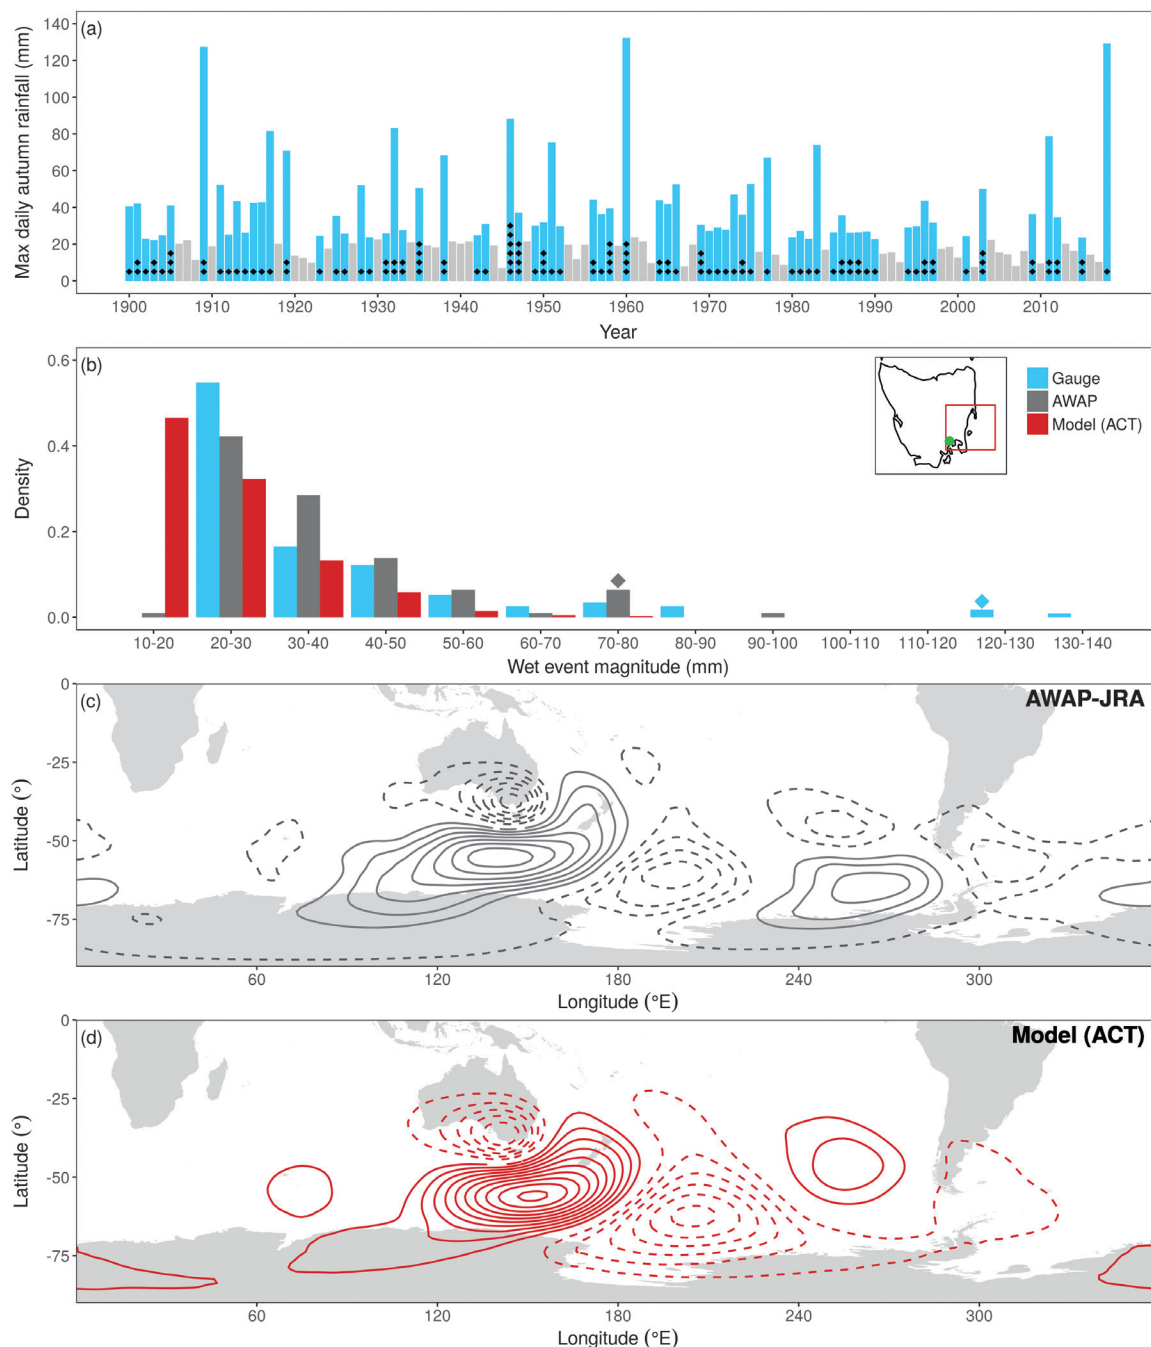 (a)
Max daily autumn rainfall (mm)
140
120
100
80
60
40
20
0
1900 1910 1920 1930 1940 1950 1960 1970 1980 1990 2000 2010
Year
(b)
Density
0.6
0.4
0.2
0.0
Gauge
AWAP
Model (ACT)
10-20 20-30 30-40 40-50 50-60 60-70 70-80 80-90 90-100 100-110 110-120 120-130 130-140
Wet event magnitude (mm)
(c)
AWAP-JRA
Latitude (°)
0
-25
-50
-75
60 120 180 240 300
Longitude (°E)
(d)
Model (ACT)
Latitude (°)
0
-25
-50
-75
60 120 180 240 300
Longitude (°E)